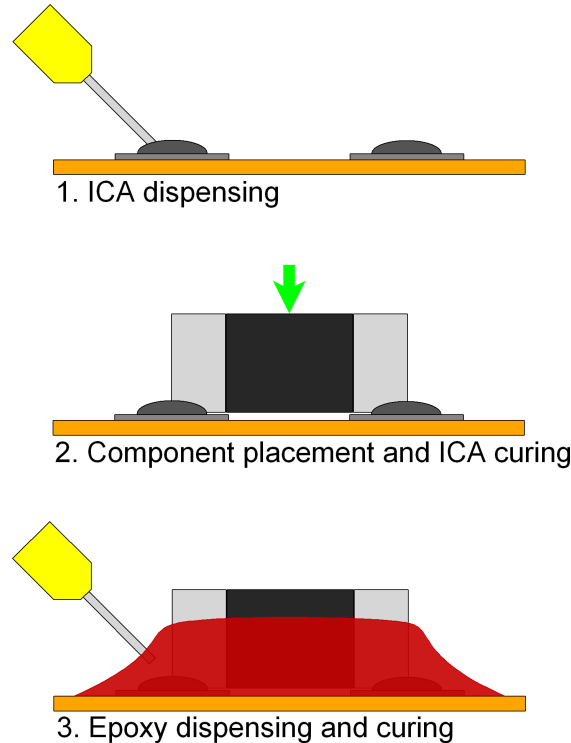 1. ICA dispensing
2. Component placement and ICA curing
3. Epoxy dispensing and curing